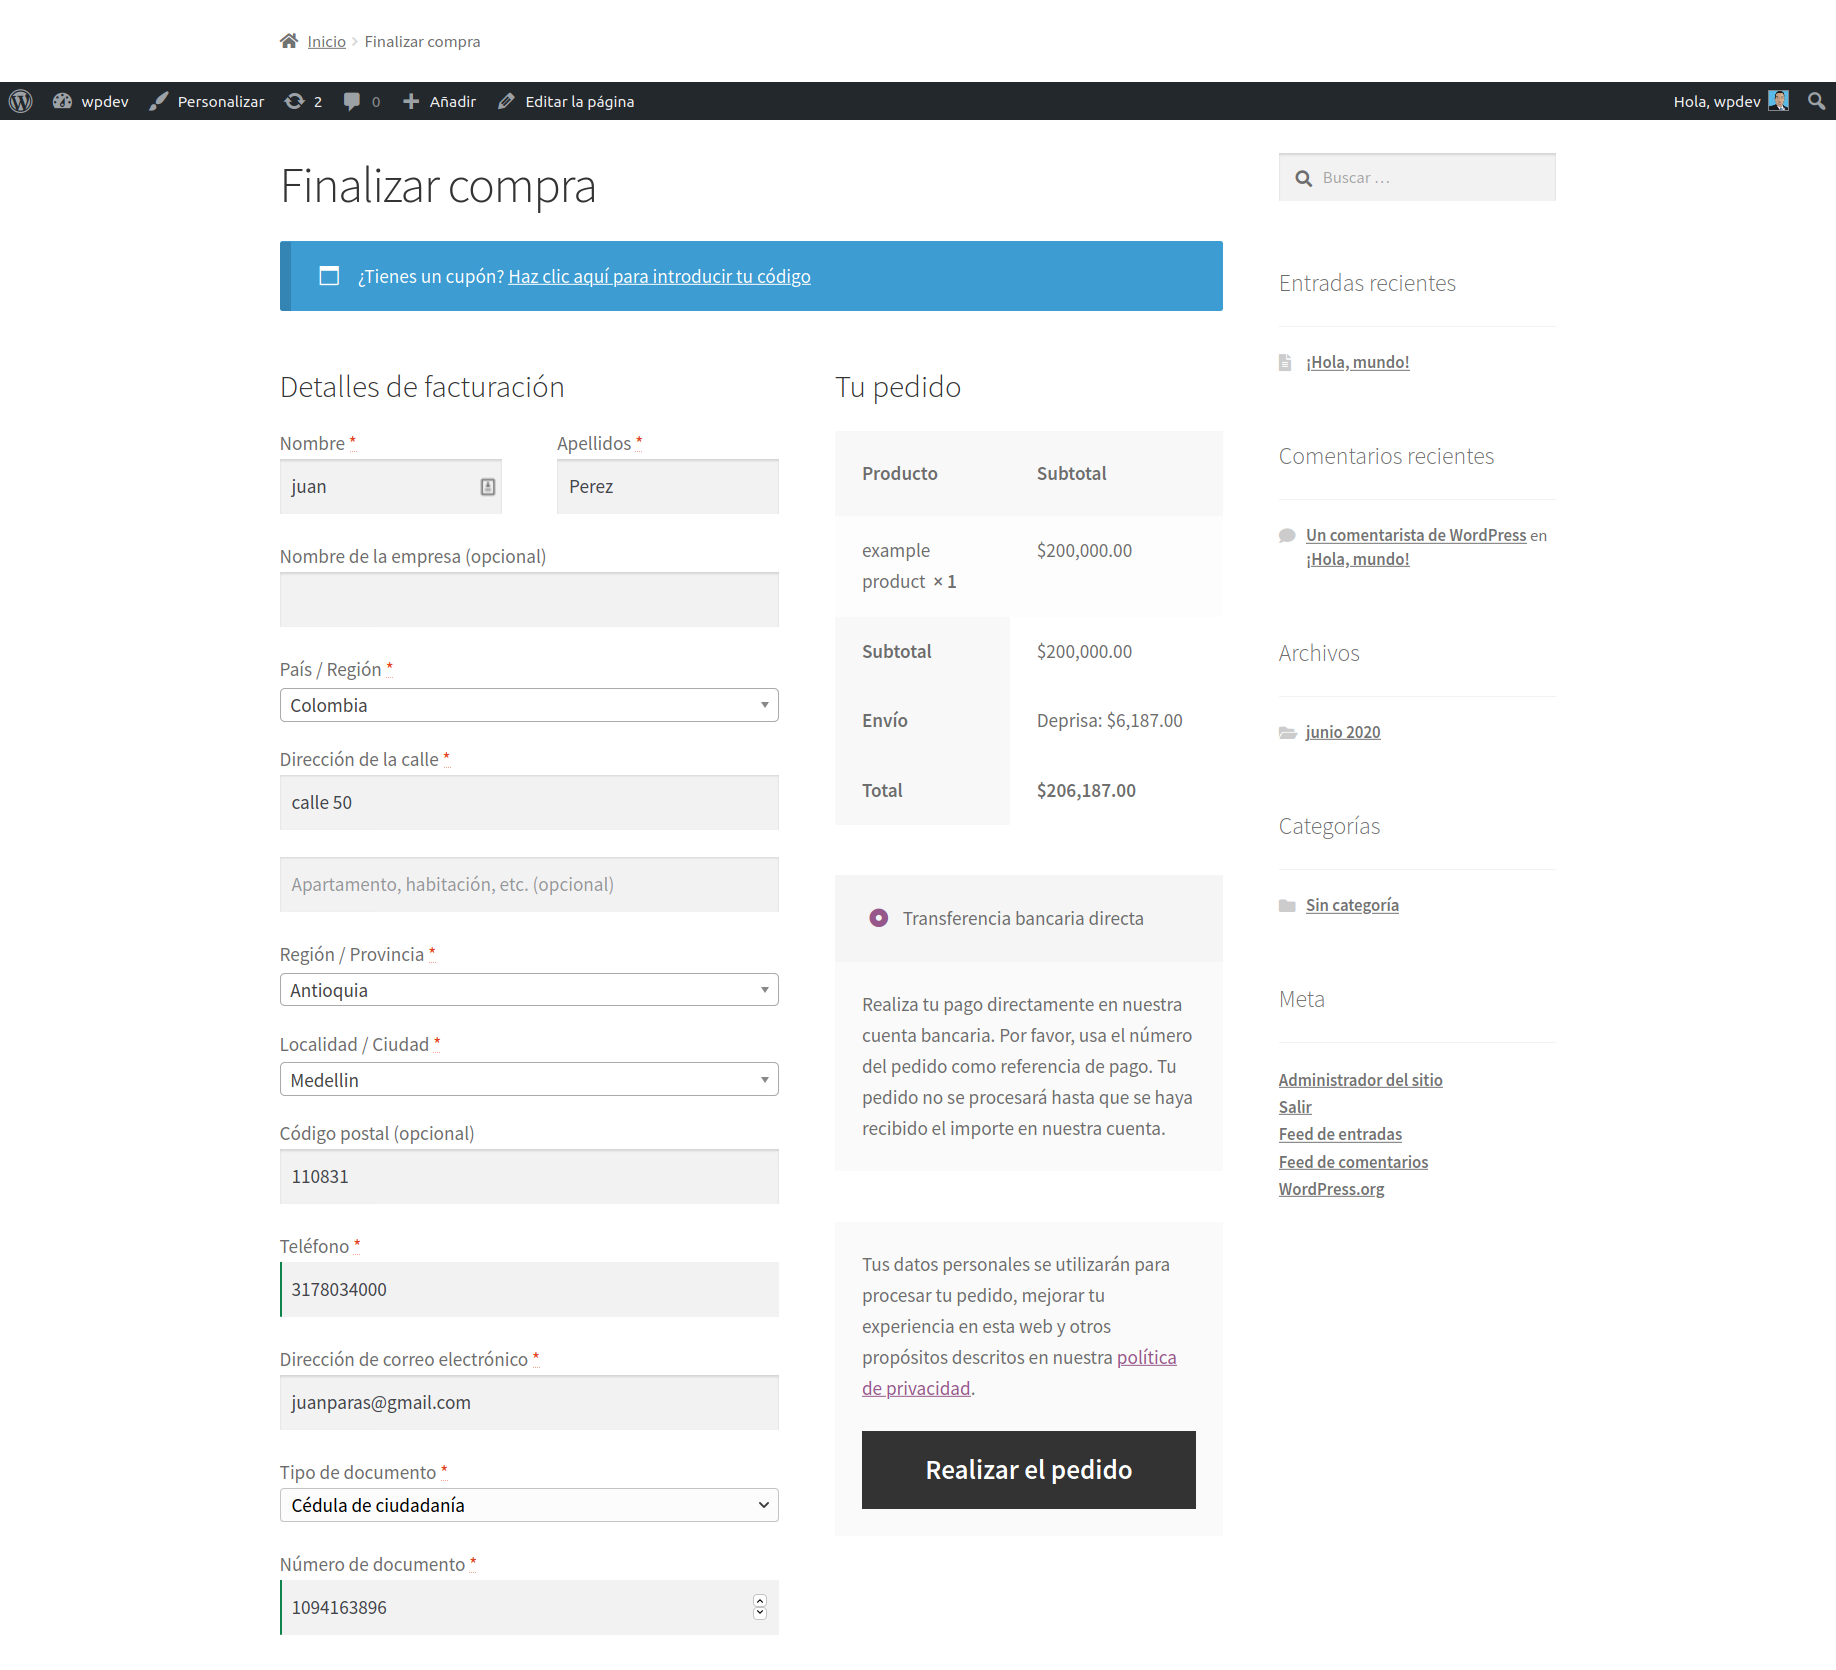 Inicio > Finalizar compra
wpdev Personalizar 2 0 Añadir Editar la página Hola, wpdev
Finalizar compra
¿Tienes un cupón? Haz clic aquí para introducir tu código
Detalles de facturación
Nombre *
juan
Apellidos *
Perez
Nombre de la empresa (opcional)
País / Región *
Colombia
Dirección de la calle *
calle 50
Apartamento, habitación, etc. (opcional)
Región / Provincia *
Antioquia
Localidad / Ciudad *
Medellin
Código postal (opcional)
110831
Teléfono *
3178034000
Dirección de correo electrónico *
juanparas@gmail.com
Tipo de documento *
Cédula de ciudadanía
Número de documento *
1094163896
Tu pedido
Producto Subtotal
example $200,000.00
product × 1
Subtotal $200,000.00
Envío Deprisa: $6,187.00
Total $206,187.00
Transferencia bancaria directa
Realiza tu pago directamente en nuestra
cuenta bancaria. Por favor, usa el número
del pedido como referencia de pago. Tu
pedido no se procesará hasta que se haya
recibido el importe en nuestra cuenta.
Tus datos personales se utilizarán para
procesar tu pedido, mejorar tu
experiencia en esta web y otros
propósitos descritos en nuestra política
de privacidad.
Realizar el pedido
Buscar …
Entradas recientes
¡Hola, mundo!
Comentarios recientes
Un comentarista de WordPress en
¡Hola, mundo!
Archivos
junio 2020
Categorías
Sin categoría
Meta
Administrador del sitio
Salir
Feed de entradas
Feed de comentarios
WordPress.org